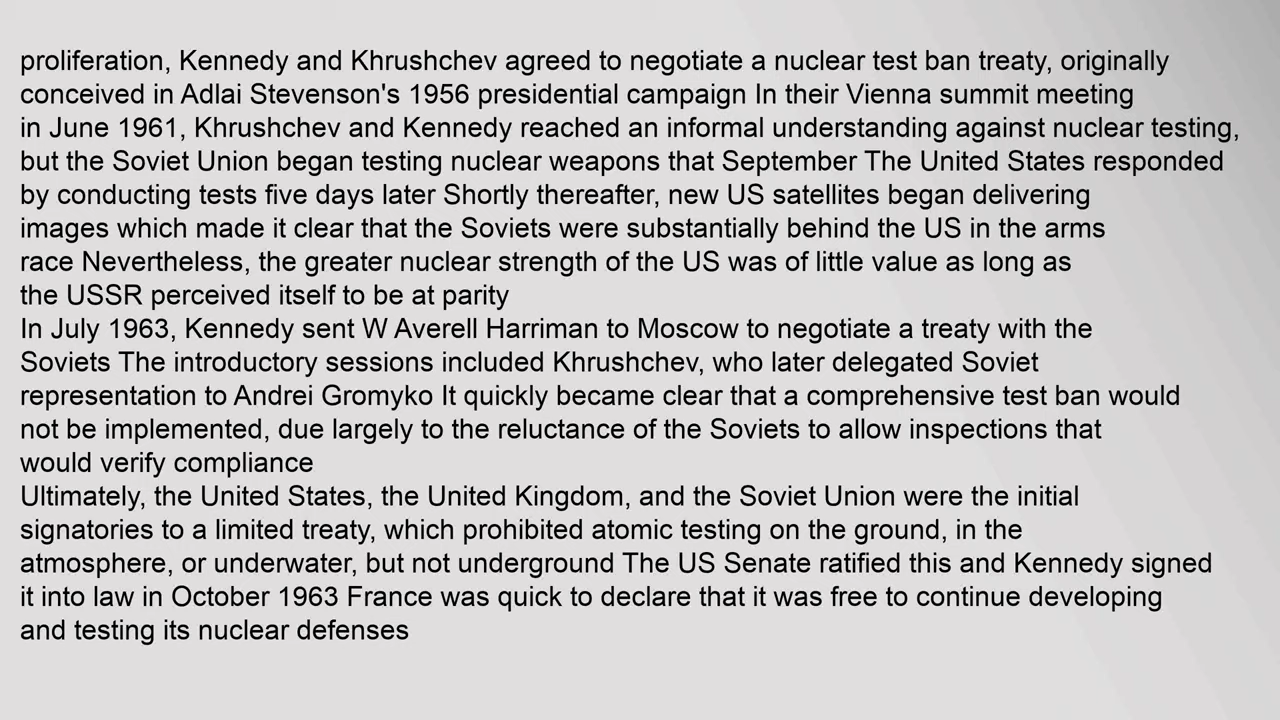 proliferation, Kennedy and Khrushchev agreed to negotiate a nuclear test ban treaty, originally
conceived in Adlai Stevenson's 1956 presidential campaign In their Vienna summit meeting
in June 1961, Khrushchev and Kennedy reached an informal understanding against nuclear testing,
but the Soviet Union began testing nuclear weapons that September The United States responded
by conducting tests five days later Shortly thereafter, new US satellites began delivering
images which made it clear that the Soviets were substantially behind the US in the arms
race Nevertheless, the greater nuclear strength of the US was of little value as long as
the USSR perceived itself to be at parity
In July 1963, Kennedy sent W Averell Harriman to Moscow to negotiate a treaty with the
Soviets The introductory sessions included Khrushchev, who later delegated Soviet
representation to Andrei Gromyko It quickly became clear that a comprehensive test ban would
not be implemented, due largely to the reluctance of the Soviets to allow inspections that
would verify compliance
Ultimately, the United States, the United Kingdom, and the Soviet Union were the initial
signatories to a limited treaty, which prohibited atomic testing on the ground, in the
atmosphere, or underwater, but not underground The US Senate ratified this and Kennedy signed
it into law in October 1963 France was quick to declare that it was free to continue developing
and testing its nuclear defenses